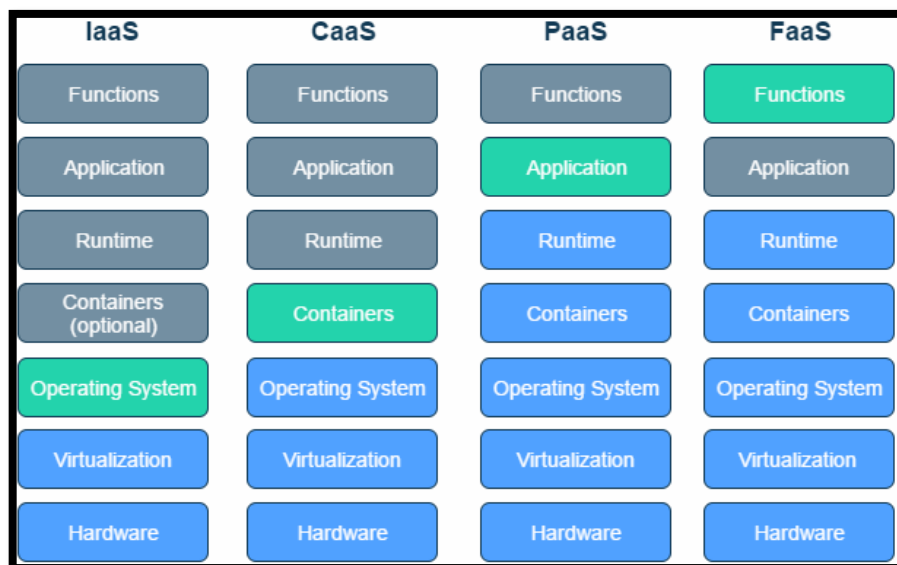 IaaS CaaS PaaS FaaS
Functions Functions Functions Functions
Application Application Application Application
Runtime Runtime Runtime Runtime
Containers
(optional) Containers Containers Containers
Operating System Operating System Operating System Operating System
Virtualization Virtualization Virtualization Virtualization
Hardware Hardware Hardware Hardware